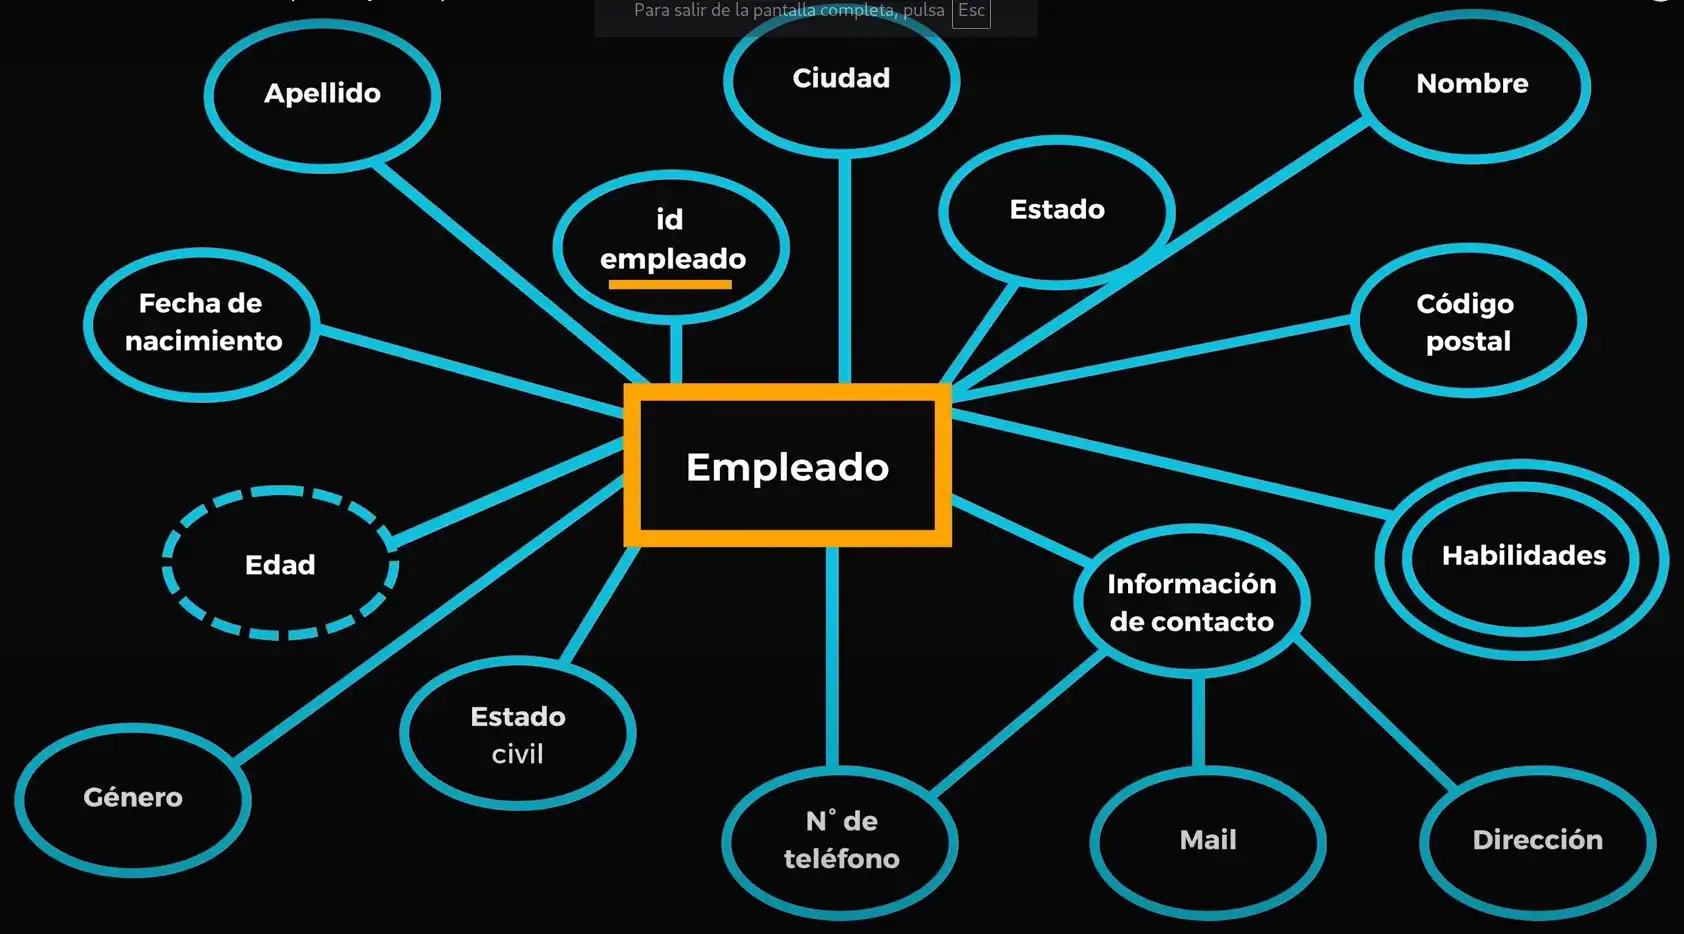 Para salir de la pantalla completa, pulsa Esc
Apellido
Ciudad
Nombre
id
empleado
Estado
Fecha de
nacimiento
Código
postal
Empleado
Edad
Habilidades
Información
de contacto
Estado
civil
Género
N° de
teléfono
Mail
Dirección